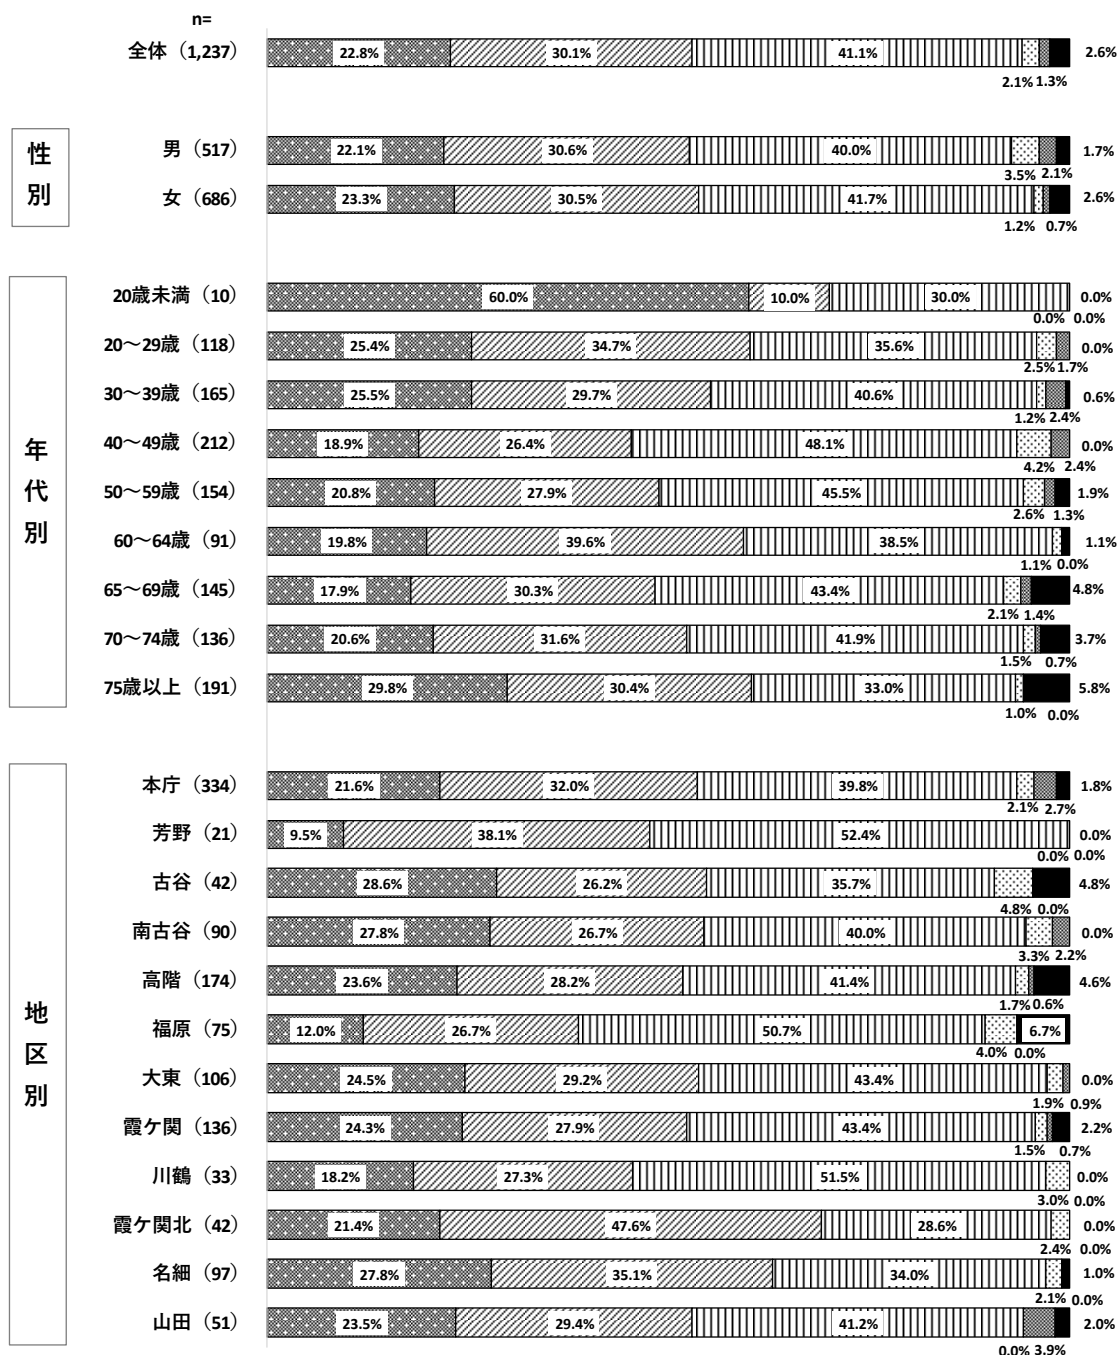 n=
全体（1,237） 22.8% 30.1% 41.1% 2.6%
2.1% 1.3%
性別
男（517） 22.1% 30.6% 40.0% 1.7%
3.5% 2.1%
女（686） 23.3% 30.5% 41.7% 2.6%
1.2% 0.7%
年代別
20歳未満（10） 60.0% 10.0% 30.0% 0.0%
0.0% 0.0%
20～29歳（118） 25.4% 34.7% 35.6% 0.0%
2.5% 1.7%
30～39歳（165） 25.5% 29.7% 40.6% 0.6%
1.2% 2.4%
40～49歳（212） 18.9% 26.4% 48.1% 0.0%
4.2% 2.4%
50～59歳（154） 20.8% 27.9% 45.5% 1.9%
2.6% 1.3%
60～64歳（91） 19.8% 39.6% 38.5% 1.1%
1.1% 0.0%
65～69歳（145） 17.9% 30.3% 43.4% 4.8%
2.1% 1.4%
70～74歳（136） 20.6% 31.6% 41.9% 3.7%
1.5% 0.7%
75歳以上（191） 29.8% 30.4% 33.0% 5.8%
1.0% 0.0%
地区別
本庁（334） 21.6% 32.0% 39.8% 1.8%
2.1% 2.7%
芳野（21） 9.5% 38.1% 52.4% 0.0%
0.0% 0.0%
古谷（42） 28.6% 26.2% 35.7% 4.8%
4.8% 0.0%
南古谷（90） 27.8% 26.7% 40.0% 0.0%
3.3% 2.2%
高階（174） 23.6% 28.2% 41.4% 4.6%
1.7% 0.6%
福原（75） 12.0% 26.7% 50.7% 6.7%
4.0% 0.0%
大東（106） 24.5% 29.2% 43.4% 0.0%
1.9% 0.9%
霞ケ関（136） 24.3% 27.9% 43.4% 2.2%
1.5% 0.7%
川鶴（33） 18.2% 27.3% 51.5% 0.0%
3.0% 0.0%
霞ケ関北（42） 21.4% 47.6% 28.6% 0.0%
2.4% 0.0%
名細（97） 27.8% 35.1% 34.0% 1.0%
2.1% 0.0%
山田（51） 23.5% 29.4% 41.2% 2.0%
0.0% 3.9%